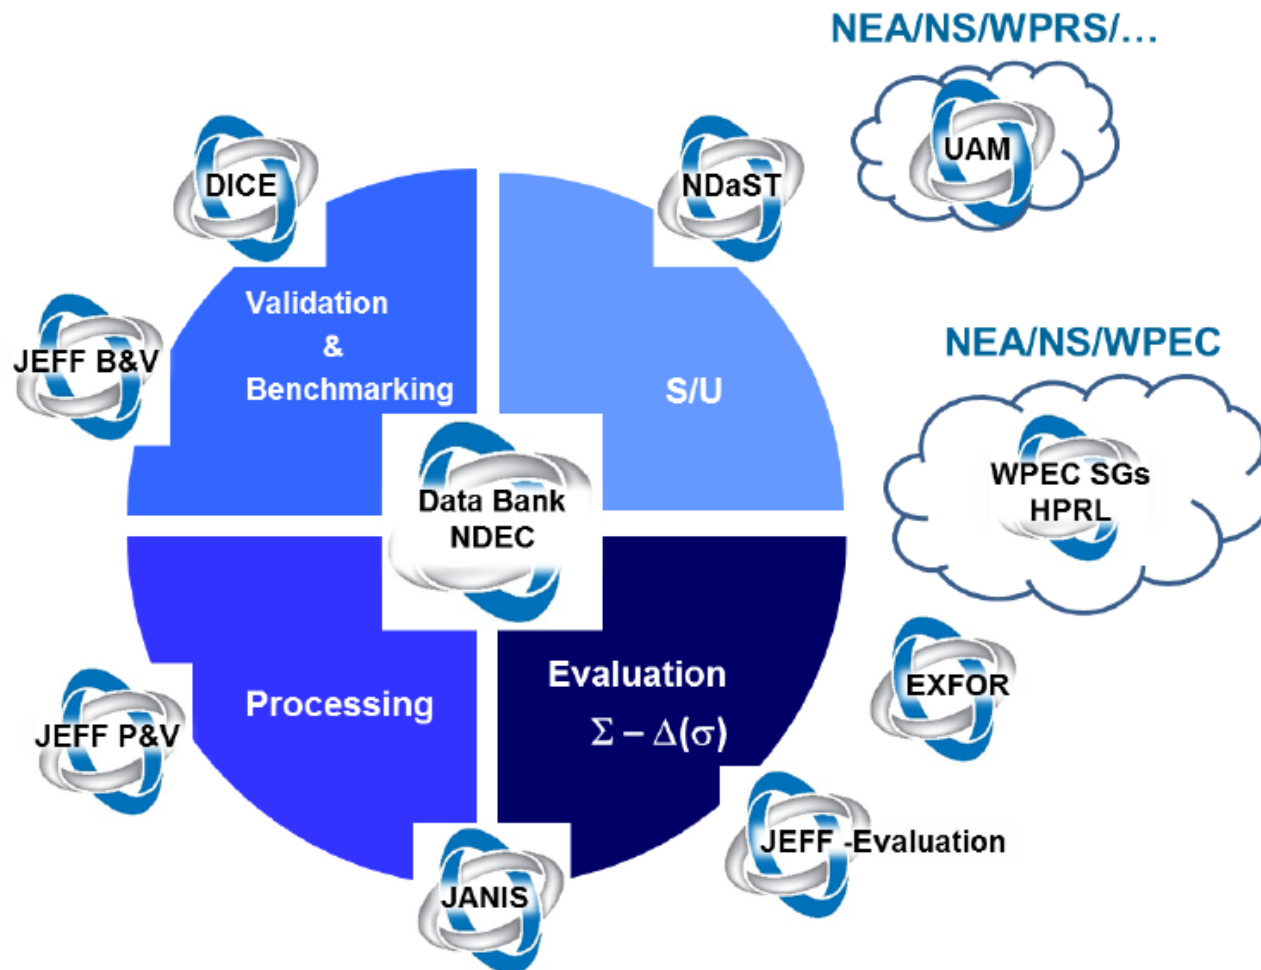 NEA/NS/WPRS/...
UAM
DICE
NDaST
Validation
&
Benchmarking
JEFF B&V
S/U
NEA/NS/WPEC
WPEC SGs
HPRL
Data Bank
NDEC
Processing
Evaluation
Σ – Δ(σ)
EXFOR
JEFF P&V
JEFF -Evaluation
JANIS